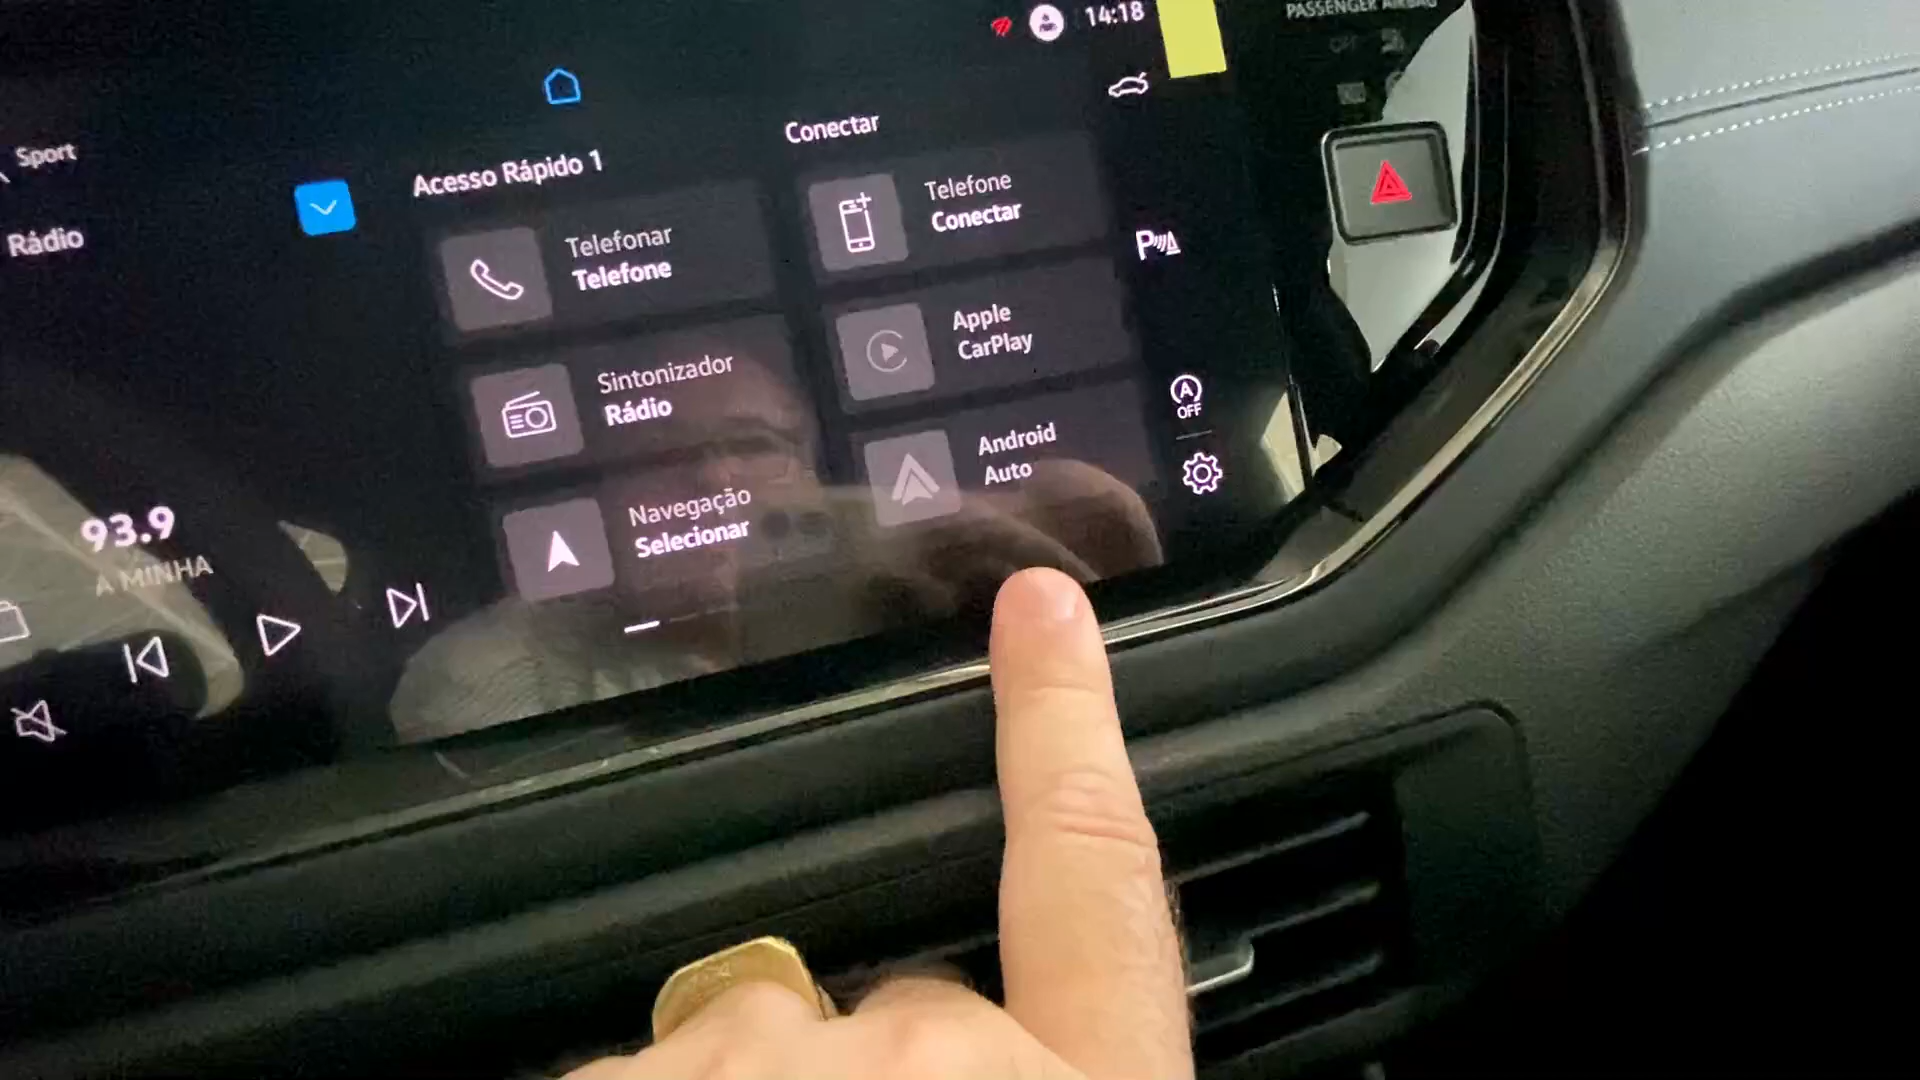 14:18
PASSENGER AIRBAG
OFF
Sport
Rádio
93.9
A MINHA
Acesso Rápido 1
Telefonar
Telefone
Sintonizador
Rádio
Navegação
Selecionar
Conectar
Telefone
Conectar
Apple
CarPlay
Android
Auto
P
A
OFF